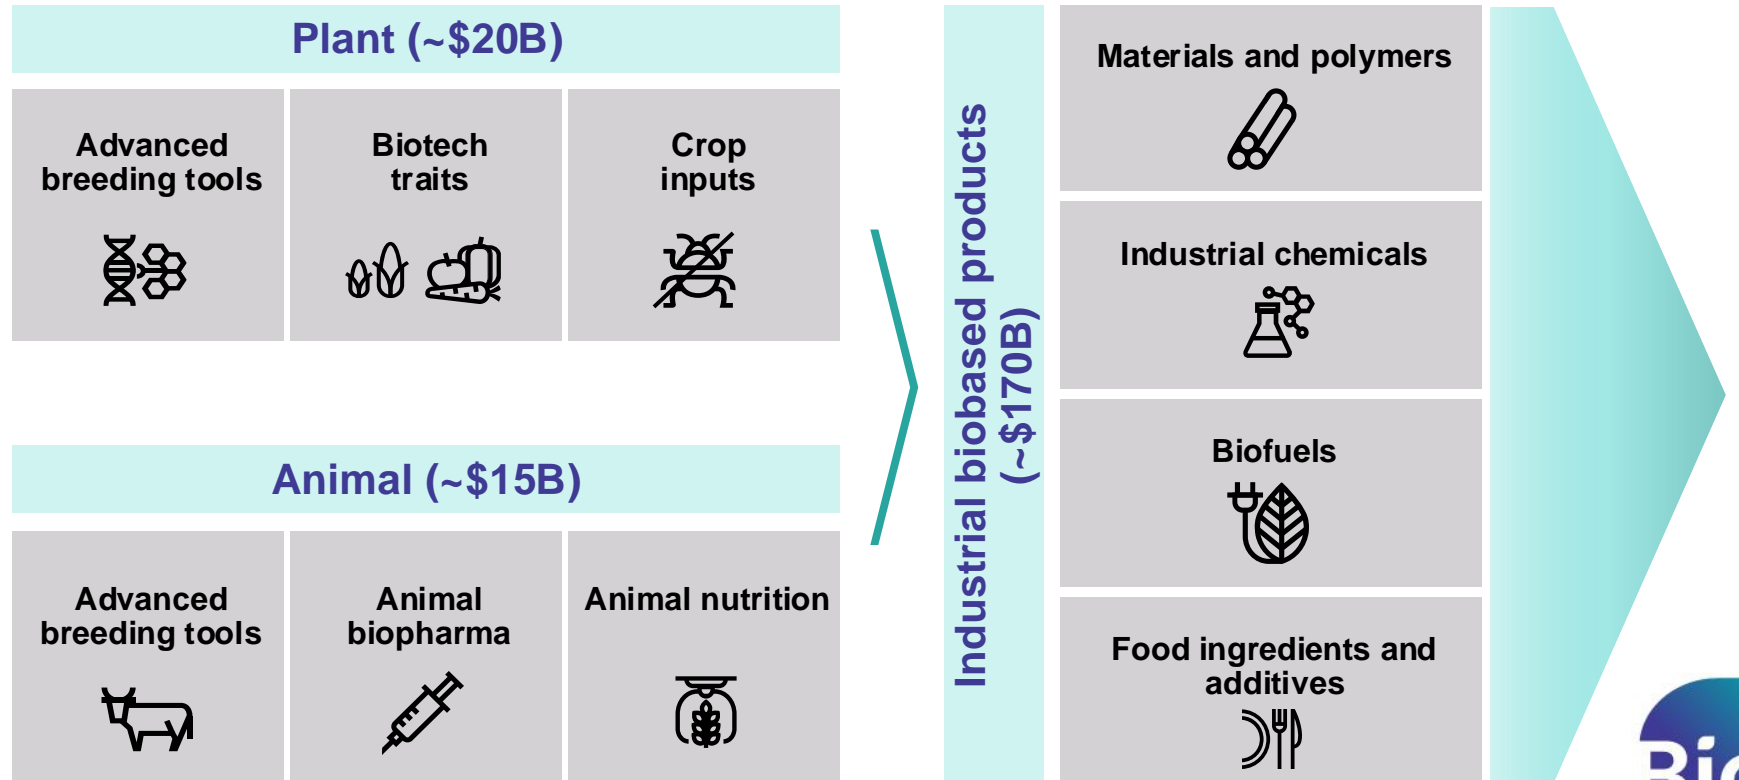 Plant (~$20B)
Advanced
breeding tools
Biotech
traits
Crop
inputs
Animal (~$15B)
Advanced
breeding tools
Animal
biopharma
Animal nutrition
Industrial biobased products
(~$170B)
Materials and polymers
Industrial chemicals
Biofuels
Food ingredients and
additives